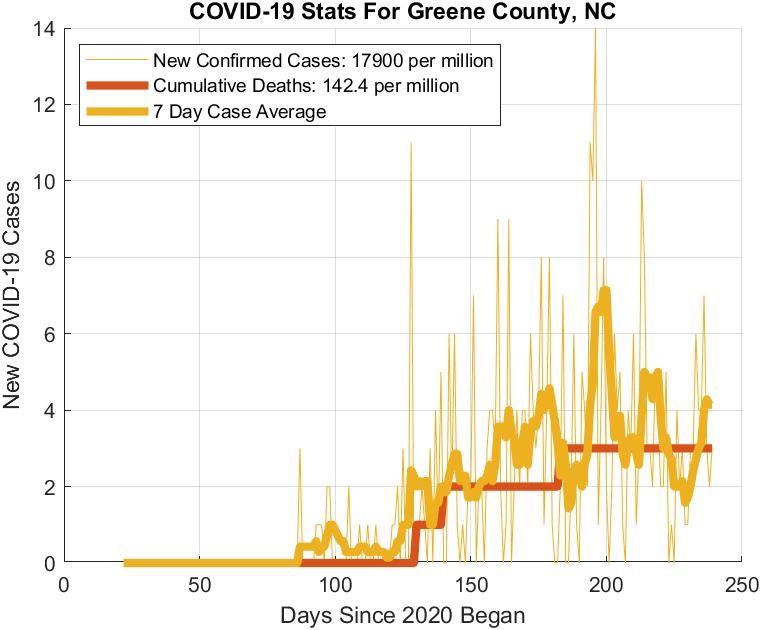 COVID-19 Stats For Greene County, NC
New Confirmed Cases: 17900 per million
Cumulative Deaths: 142.4 per million
7 Day Case Average
New COVID-19 Cases
14
12
10
8
6
4
2
0
0 50 100 150 200 250
Days Since 2020 Began